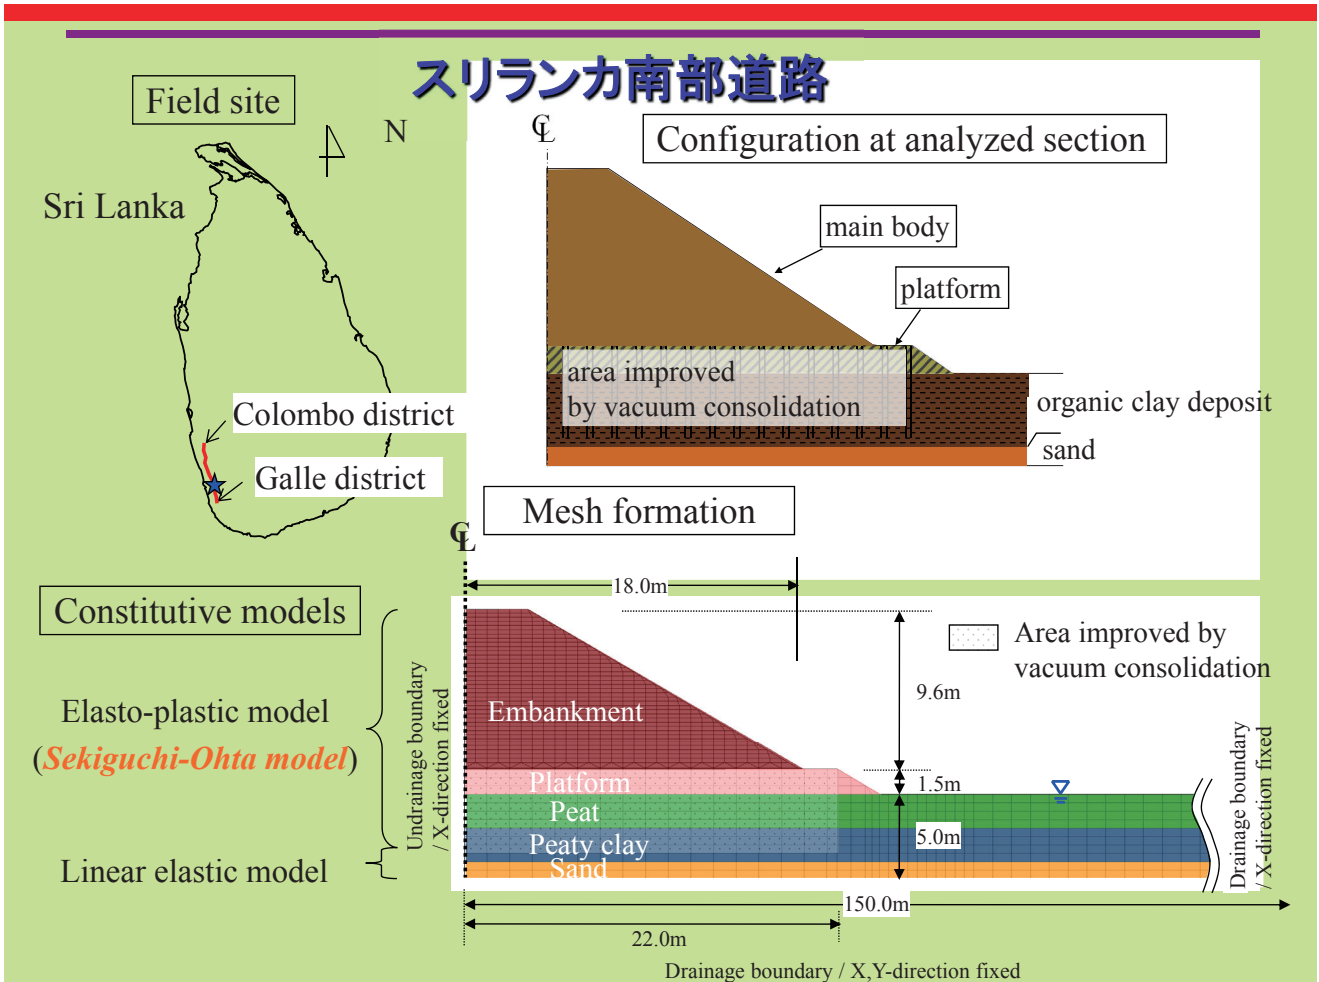 スリランカ南部道路
Field site
N
Sri Lanka
Colombo district
Galle district
℄
Configuration at analyzed section
main body
platform
area improved
by vacuum consolidation
organic clay deposit
sand
Mesh formation
℄
18.0m
Constitutive models
Elasto-plastic model
(Sekiguchi-Ohta model)
Linear elastic model
Undrainage boundary
/ X-direction fixed
Embankment
Platform
Peat
Peaty clay
Sand
9.6m
1.5m
5.0m
Area improved by
vacuum consolidation
Drainage boundary
/ X-direction fixed
150.0m
22.0m
Drainage boundary / X,Y-direction fixed